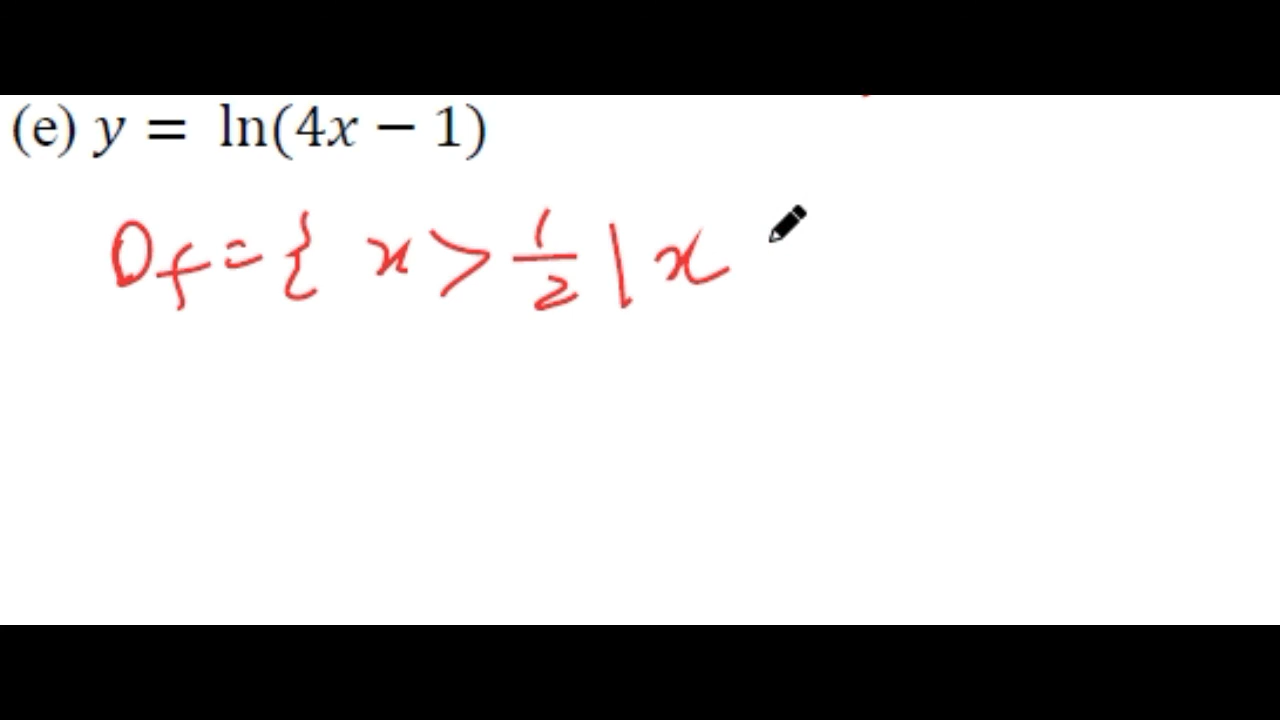 (e) y = ln(4x − 1)
Df = { x > 1/2 | x